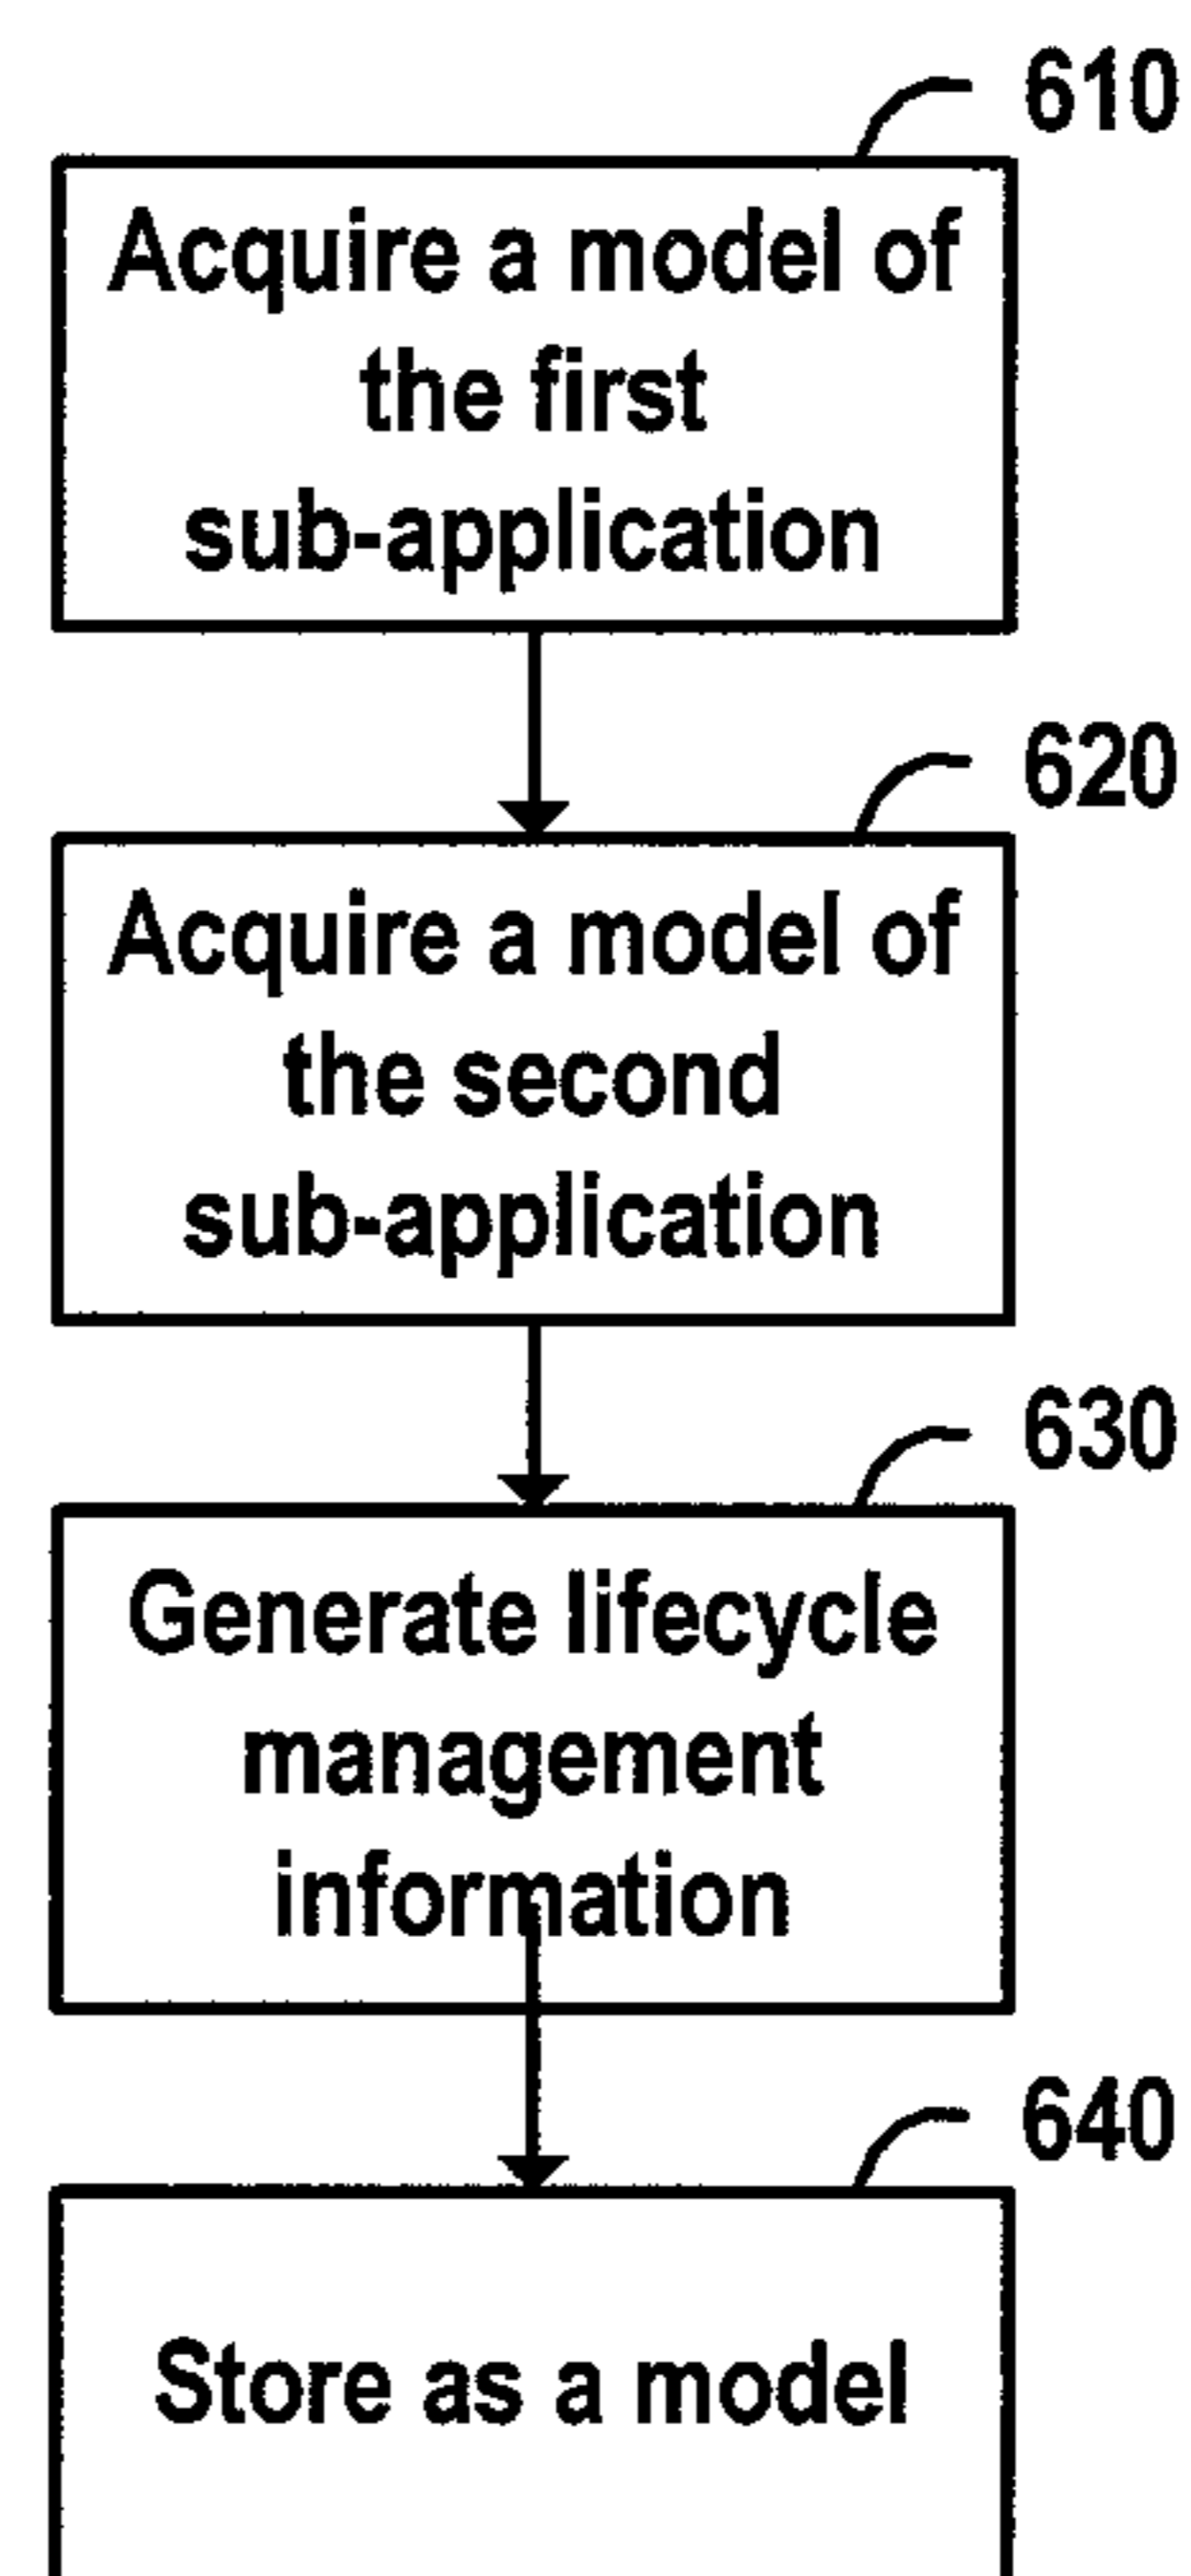 610
Acquire a model of
the first
sub-application
620
Acquire a model of
the second
sub-application
630
Generate lifecycle
management
information
640
Store as a model